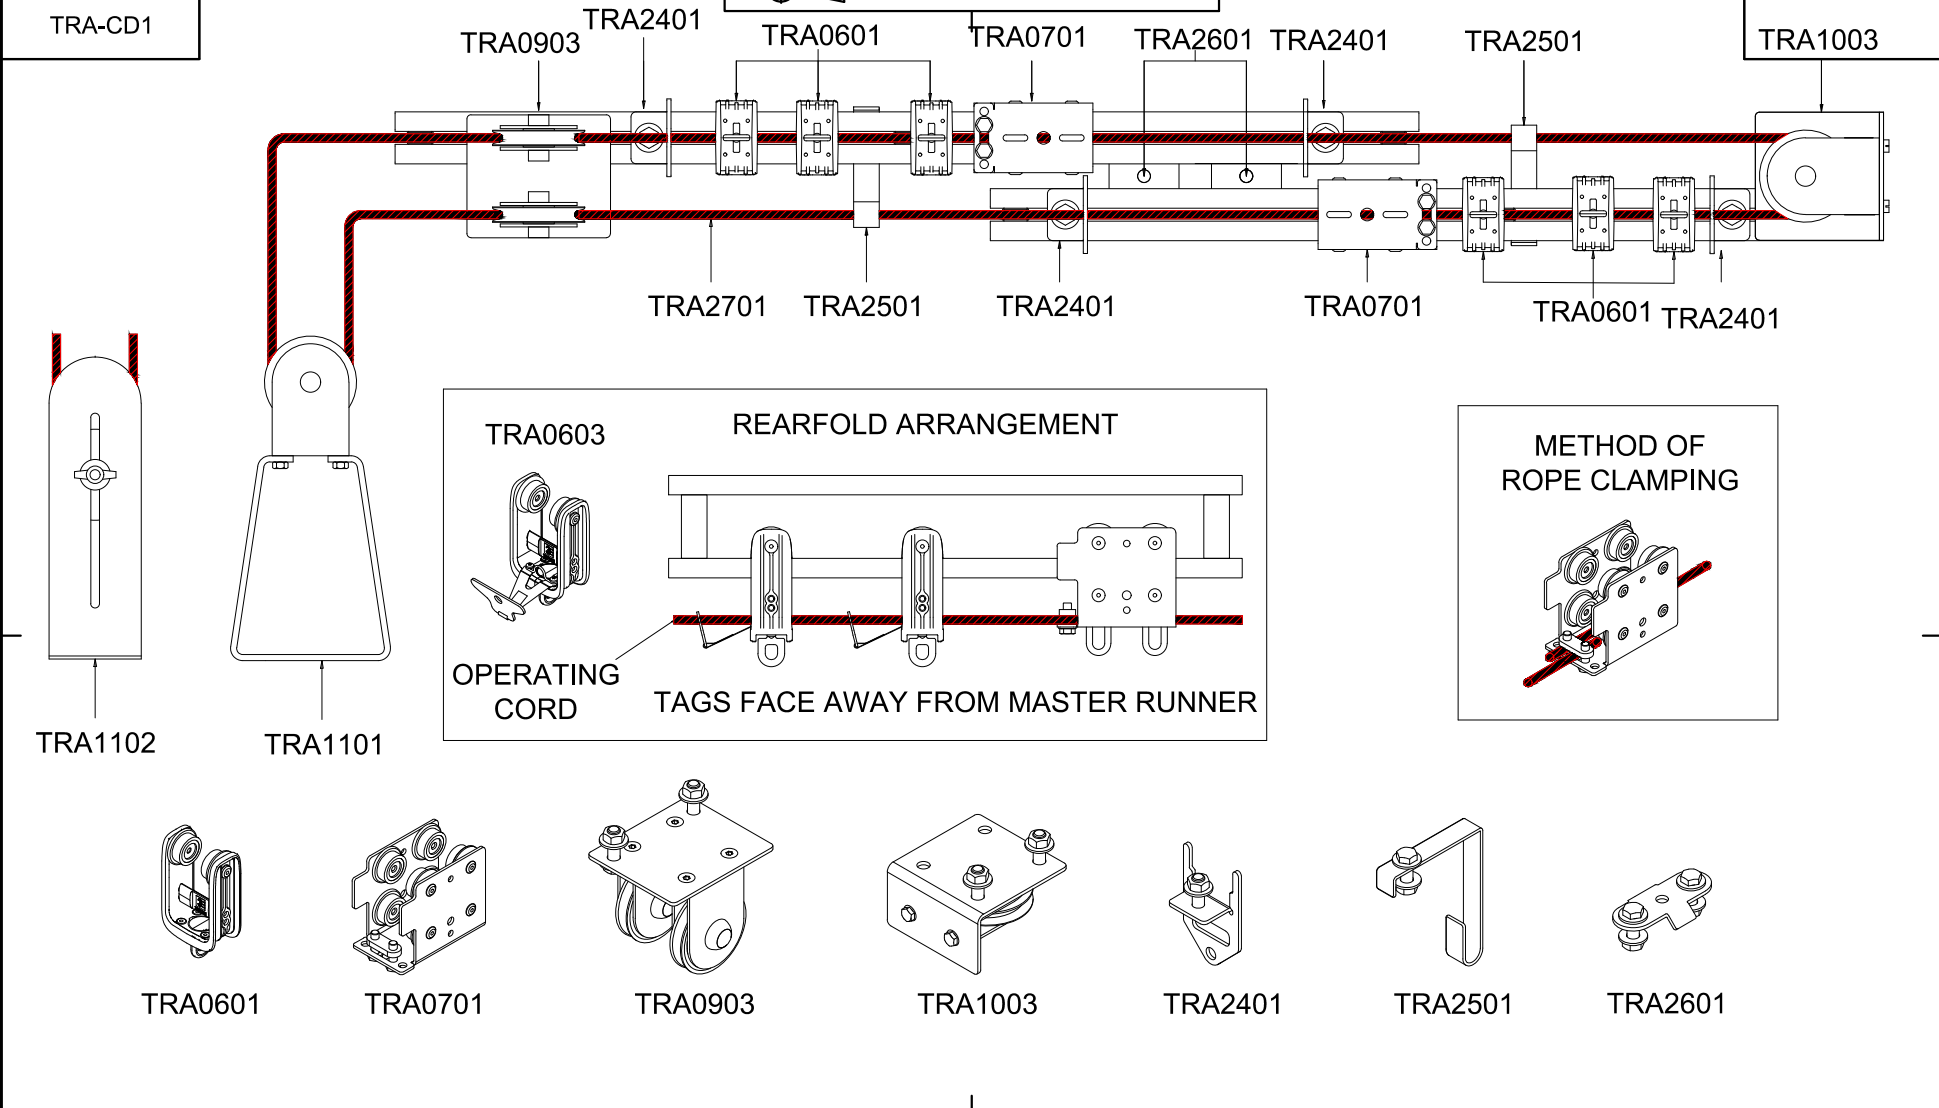 TRA-CD1
TRA0903
TRA2401
TRA0601
TRA0701
TRA2601
TRA2401
TRA2501
TRA1003
TRA2701
TRA2501
TRA2401
TRA0701
TRA0601
TRA2401
TRA1102
TRA1101
REARFOLD ARRANGEMENT
TRA0603
OPERATING
CORD
TAGS FACE AWAY FROM MASTER RUNNER
METHOD OF
ROPE CLAMPING
TRA0601
TRA0701
TRA0903
TRA1003
TRA2401
TRA2501
TRA2601